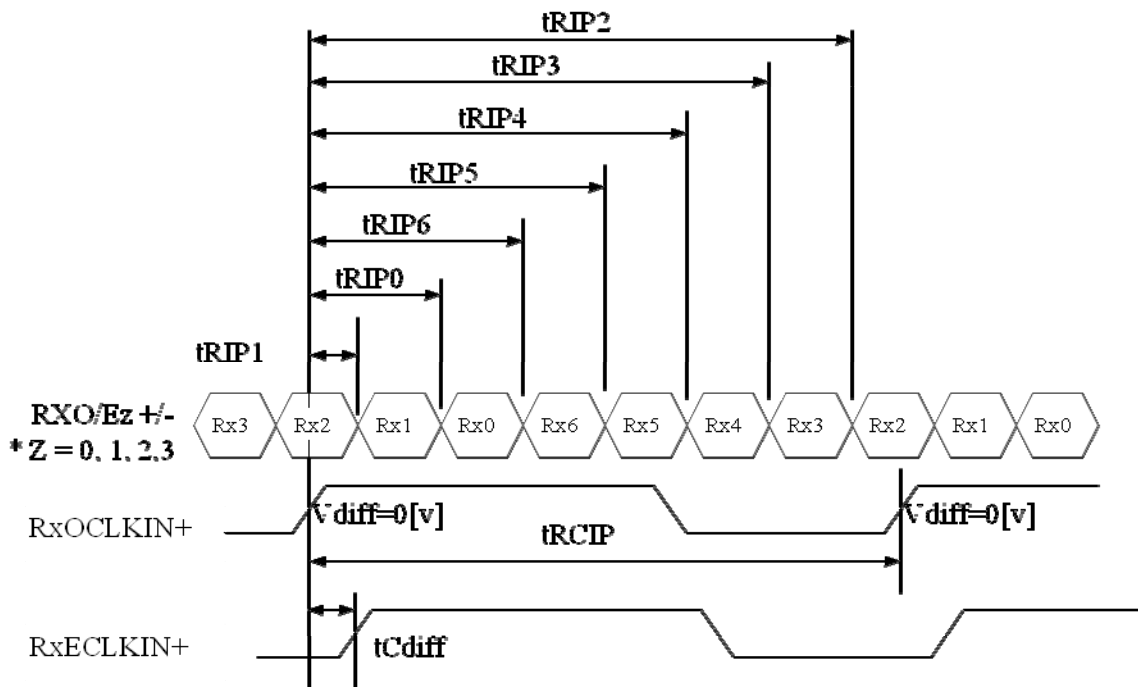 tRIP2
tRIP3
tRIP4
tRIP5
tRIP6
tRIP0
tRIP1
RXO/Ez +/-
* Z = 0, 1, 2,3
Rx3 Rx2 Rx1 Rx0 Rx6 Rx5 Rx4 Rx3 Rx2 Rx1 Rx0
RxOCLKIN+
Vdiff=0[v] Vdiff=0[v]
tRCIP
RxECLKIN+
tCdiff